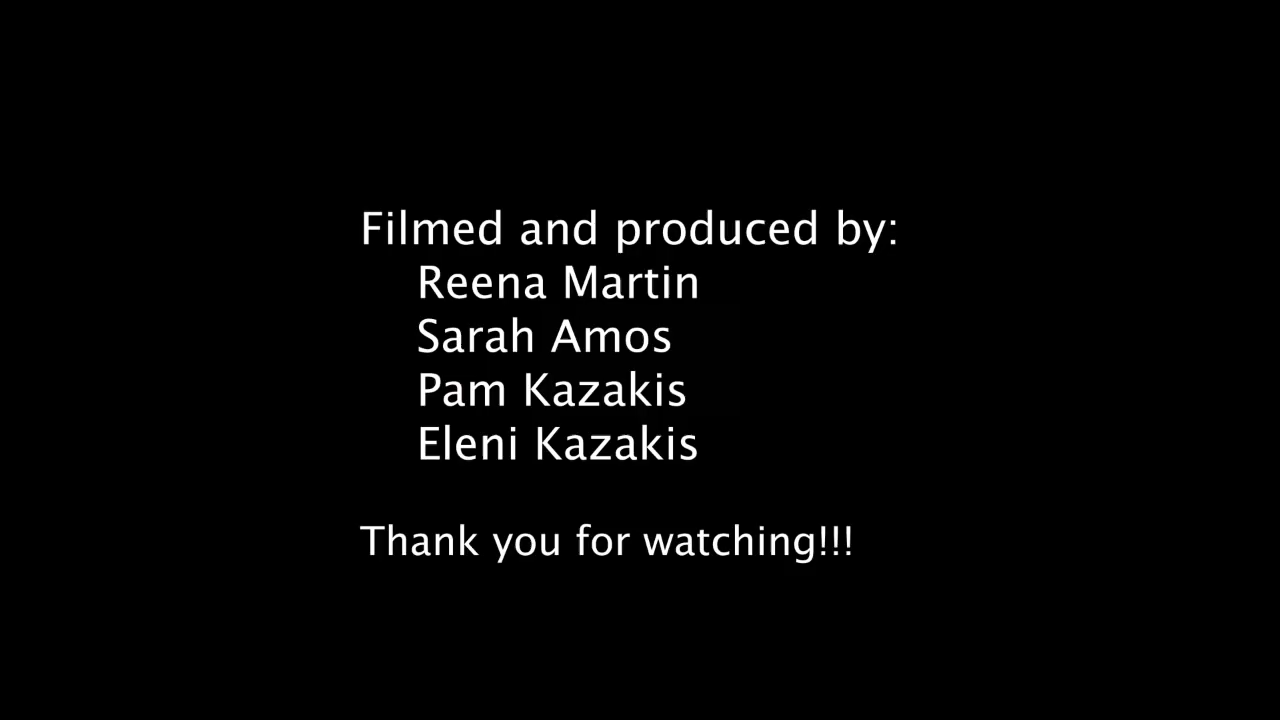 Filmed and produced by:
Reena Martin
Sarah Amos
Pam Kazakis
Eleni Kazakis
Thank you for watching!!!